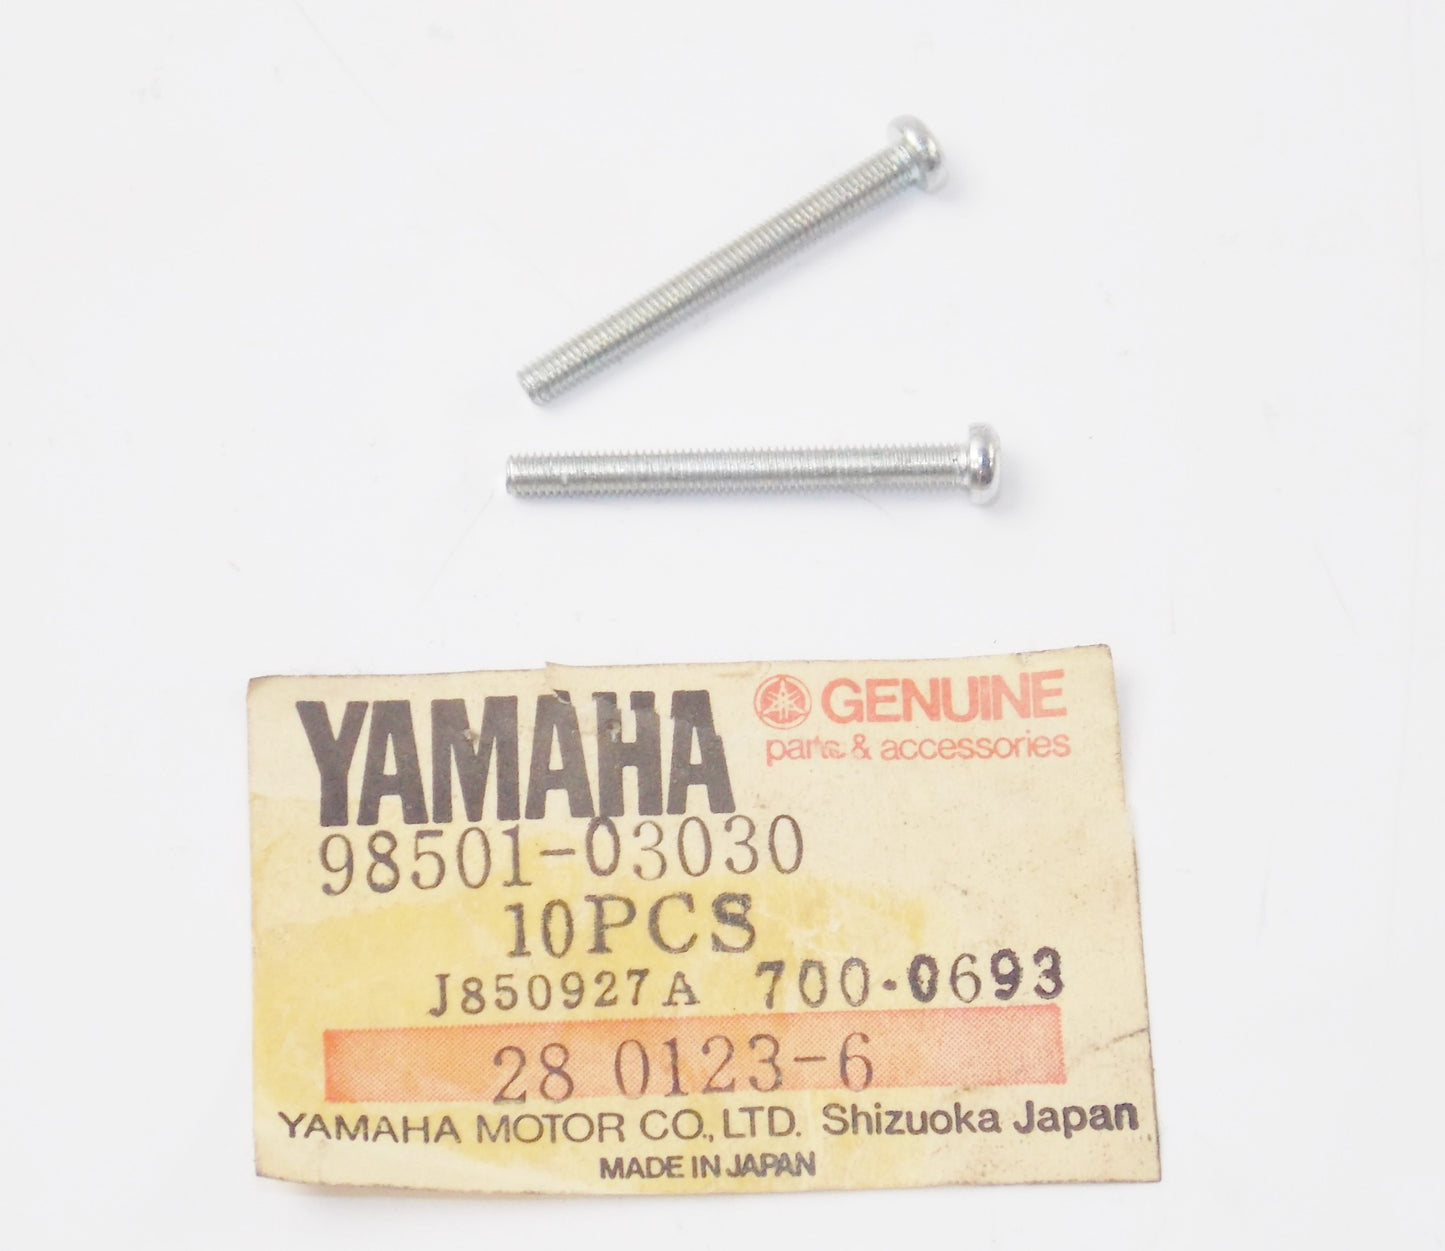 YAMAHA GENUINE
parts & accessories
98501-03030
10PCS
J850927A 700-0693
28 0123-6
YAMAHA MOTOR CO., LTD. Shizuoka Japan
MADE IN JAPAN